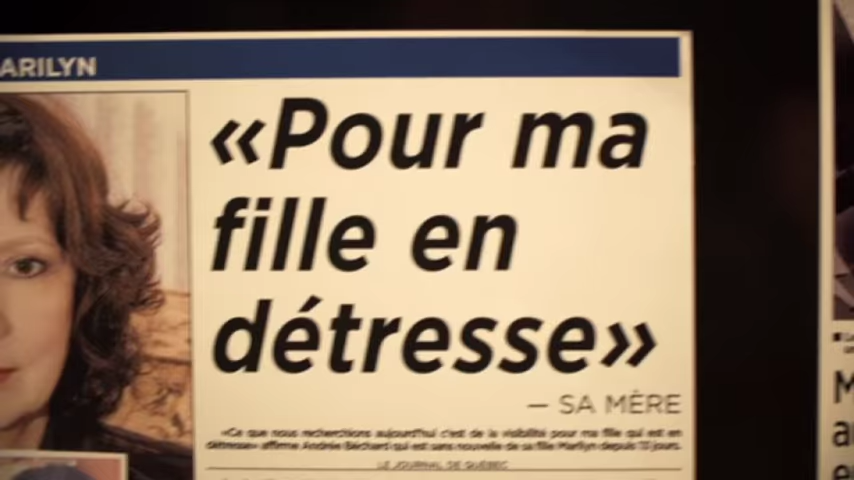 ARILYN
«Pour ma
fille en
détresse»
— SA MÈRE
«Ce que nous recherchions aujourd'hui c'est de la visibilité pour ma fille qui est en
détresse» affirme Andrée Béchard qui est sans nouvelle de sa fille Marilyn depuis 13 jours.
LE JOURNAL DE QUÉBEC
M
a
e